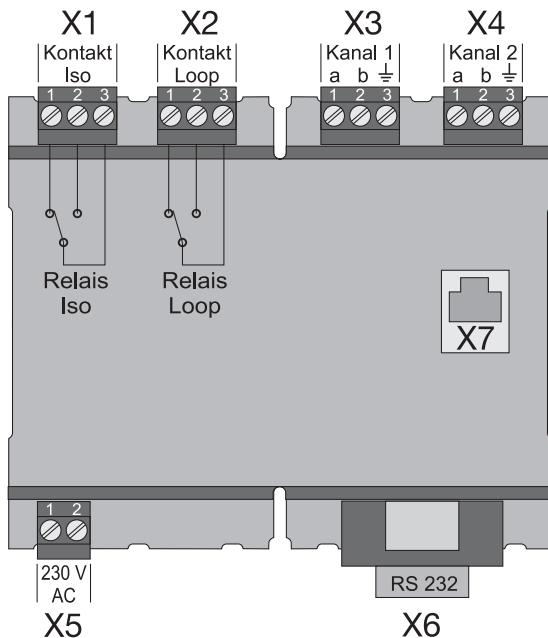 X1 X2 X3 X4
Kontakt Iso
Kontakt Loop
Kanal 1
Kanal 2
a b ⏚
a b ⏚
1 2 3
1 2 3
1 2 3
1 2 3
Relais Iso
Relais Loop
X7
1 2
230 V
AC
RS 232
X5 X6